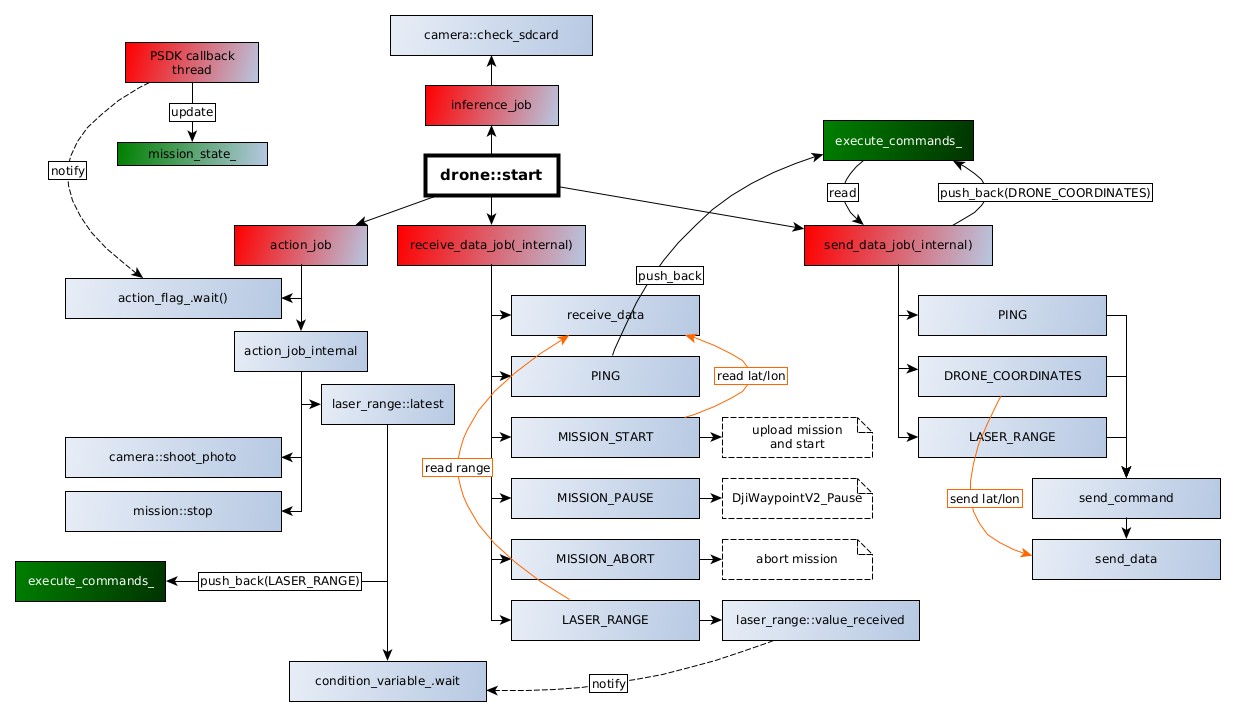 camera::check_sdcard
PSDK callback
thread
inference_job
update
execute_commands_
mission_state_
notify
drone::start
read
push_back(DRONE_COORDINATES)
action_job
receive_data_job(_internal)
send_data_job(_internal)
push_back
action_flag_.wait()
receive_data
PING
action_job_internal
PING
read lat/lon
DRONE_COORDINATES
laser_range::latest
MISSION_START
upload mission
and start
LASER_RANGE
camera::shoot_photo
read range
MISSION_PAUSE
DjiWaypointV2_Pause
send lat/lon
send_command
mission::stop
MISSION_ABORT
abort mission
send_data
execute_commands_
push_back(LASER_RANGE)
LASER_RANGE
laser_range::value_received
condition_variable_.wait
notify